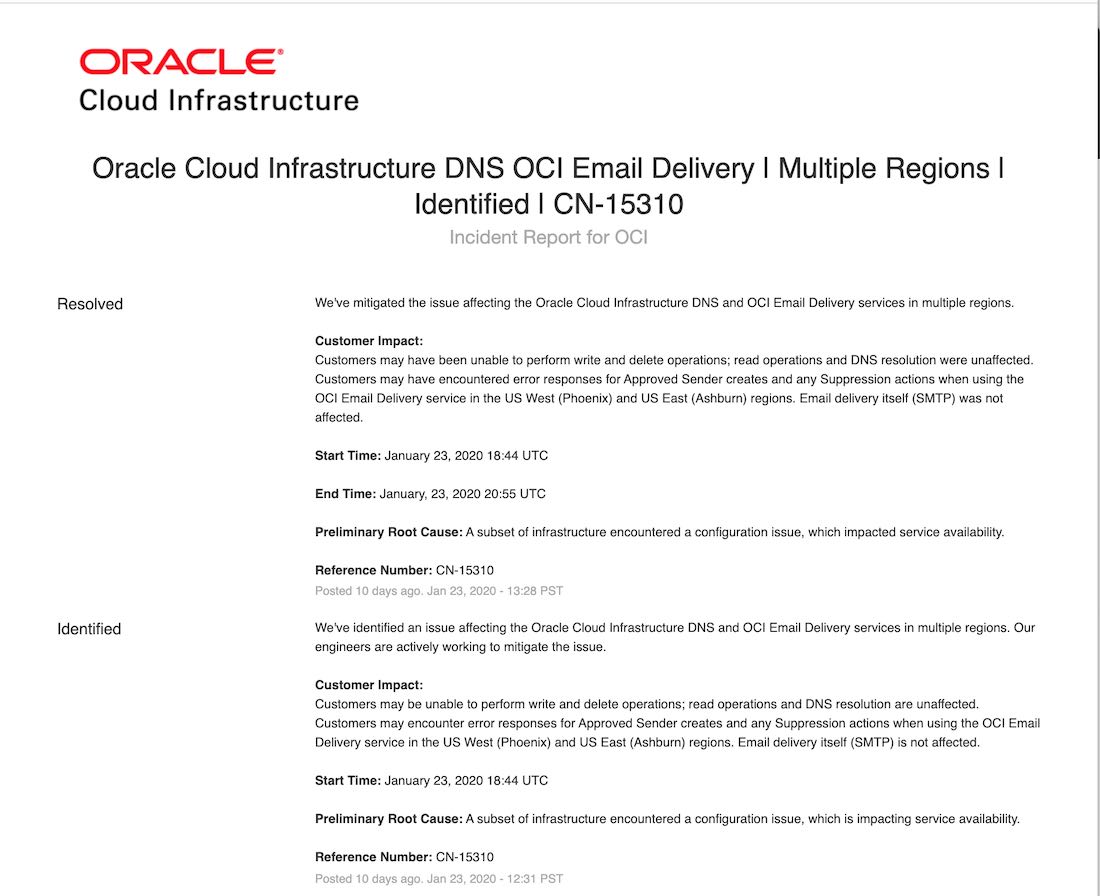 ORACLE®
Cloud Infrastructure
Oracle Cloud Infrastructure DNS OCI Email Delivery | Multiple Regions |
Identified | CN-15310
Incident Report for OCI
Resolved
We've mitigated the issue affecting the Oracle Cloud Infrastructure DNS and OCI Email Delivery services in multiple regions.
Customer Impact:
Customers may have been unable to perform write and delete operations; read operations and DNS resolution were unaffected.
Customers may have encountered error responses for Approved Sender creates and any Suppression actions when using the
OCI Email Delivery service in the US West (Phoenix) and US East (Ashburn) regions. Email delivery itself (SMTP) was not
affected.
Start Time: January 23, 2020 18:44 UTC
End Time: January, 23, 2020 20:55 UTC
Preliminary Root Cause: A subset of infrastructure encountered a configuration issue, which impacted service availability.
Reference Number: CN-15310
Posted 10 days ago. Jan 23, 2020 - 13:28 PST
Identified
We've identified an issue affecting the Oracle Cloud Infrastructure DNS and OCI Email Delivery services in multiple regions. Our
engineers are actively working to mitigate the issue.
Customer Impact:
Customers may be unable to perform write and delete operations; read operations and DNS resolution are unaffected.
Customers may encounter error responses for Approved Sender creates and any Suppression actions when using the OCI Email
Delivery service in the US West (Phoenix) and US East (Ashburn) regions. Email delivery itself (SMTP) is not affected.
Start Time: January 23, 2020 18:44 UTC
Preliminary Root Cause: A subset of infrastructure encountered a configuration issue, which is impacting service availability.
Reference Number: CN-15310
Posted 10 days ago. Jan 23, 2020 - 12:31 PST